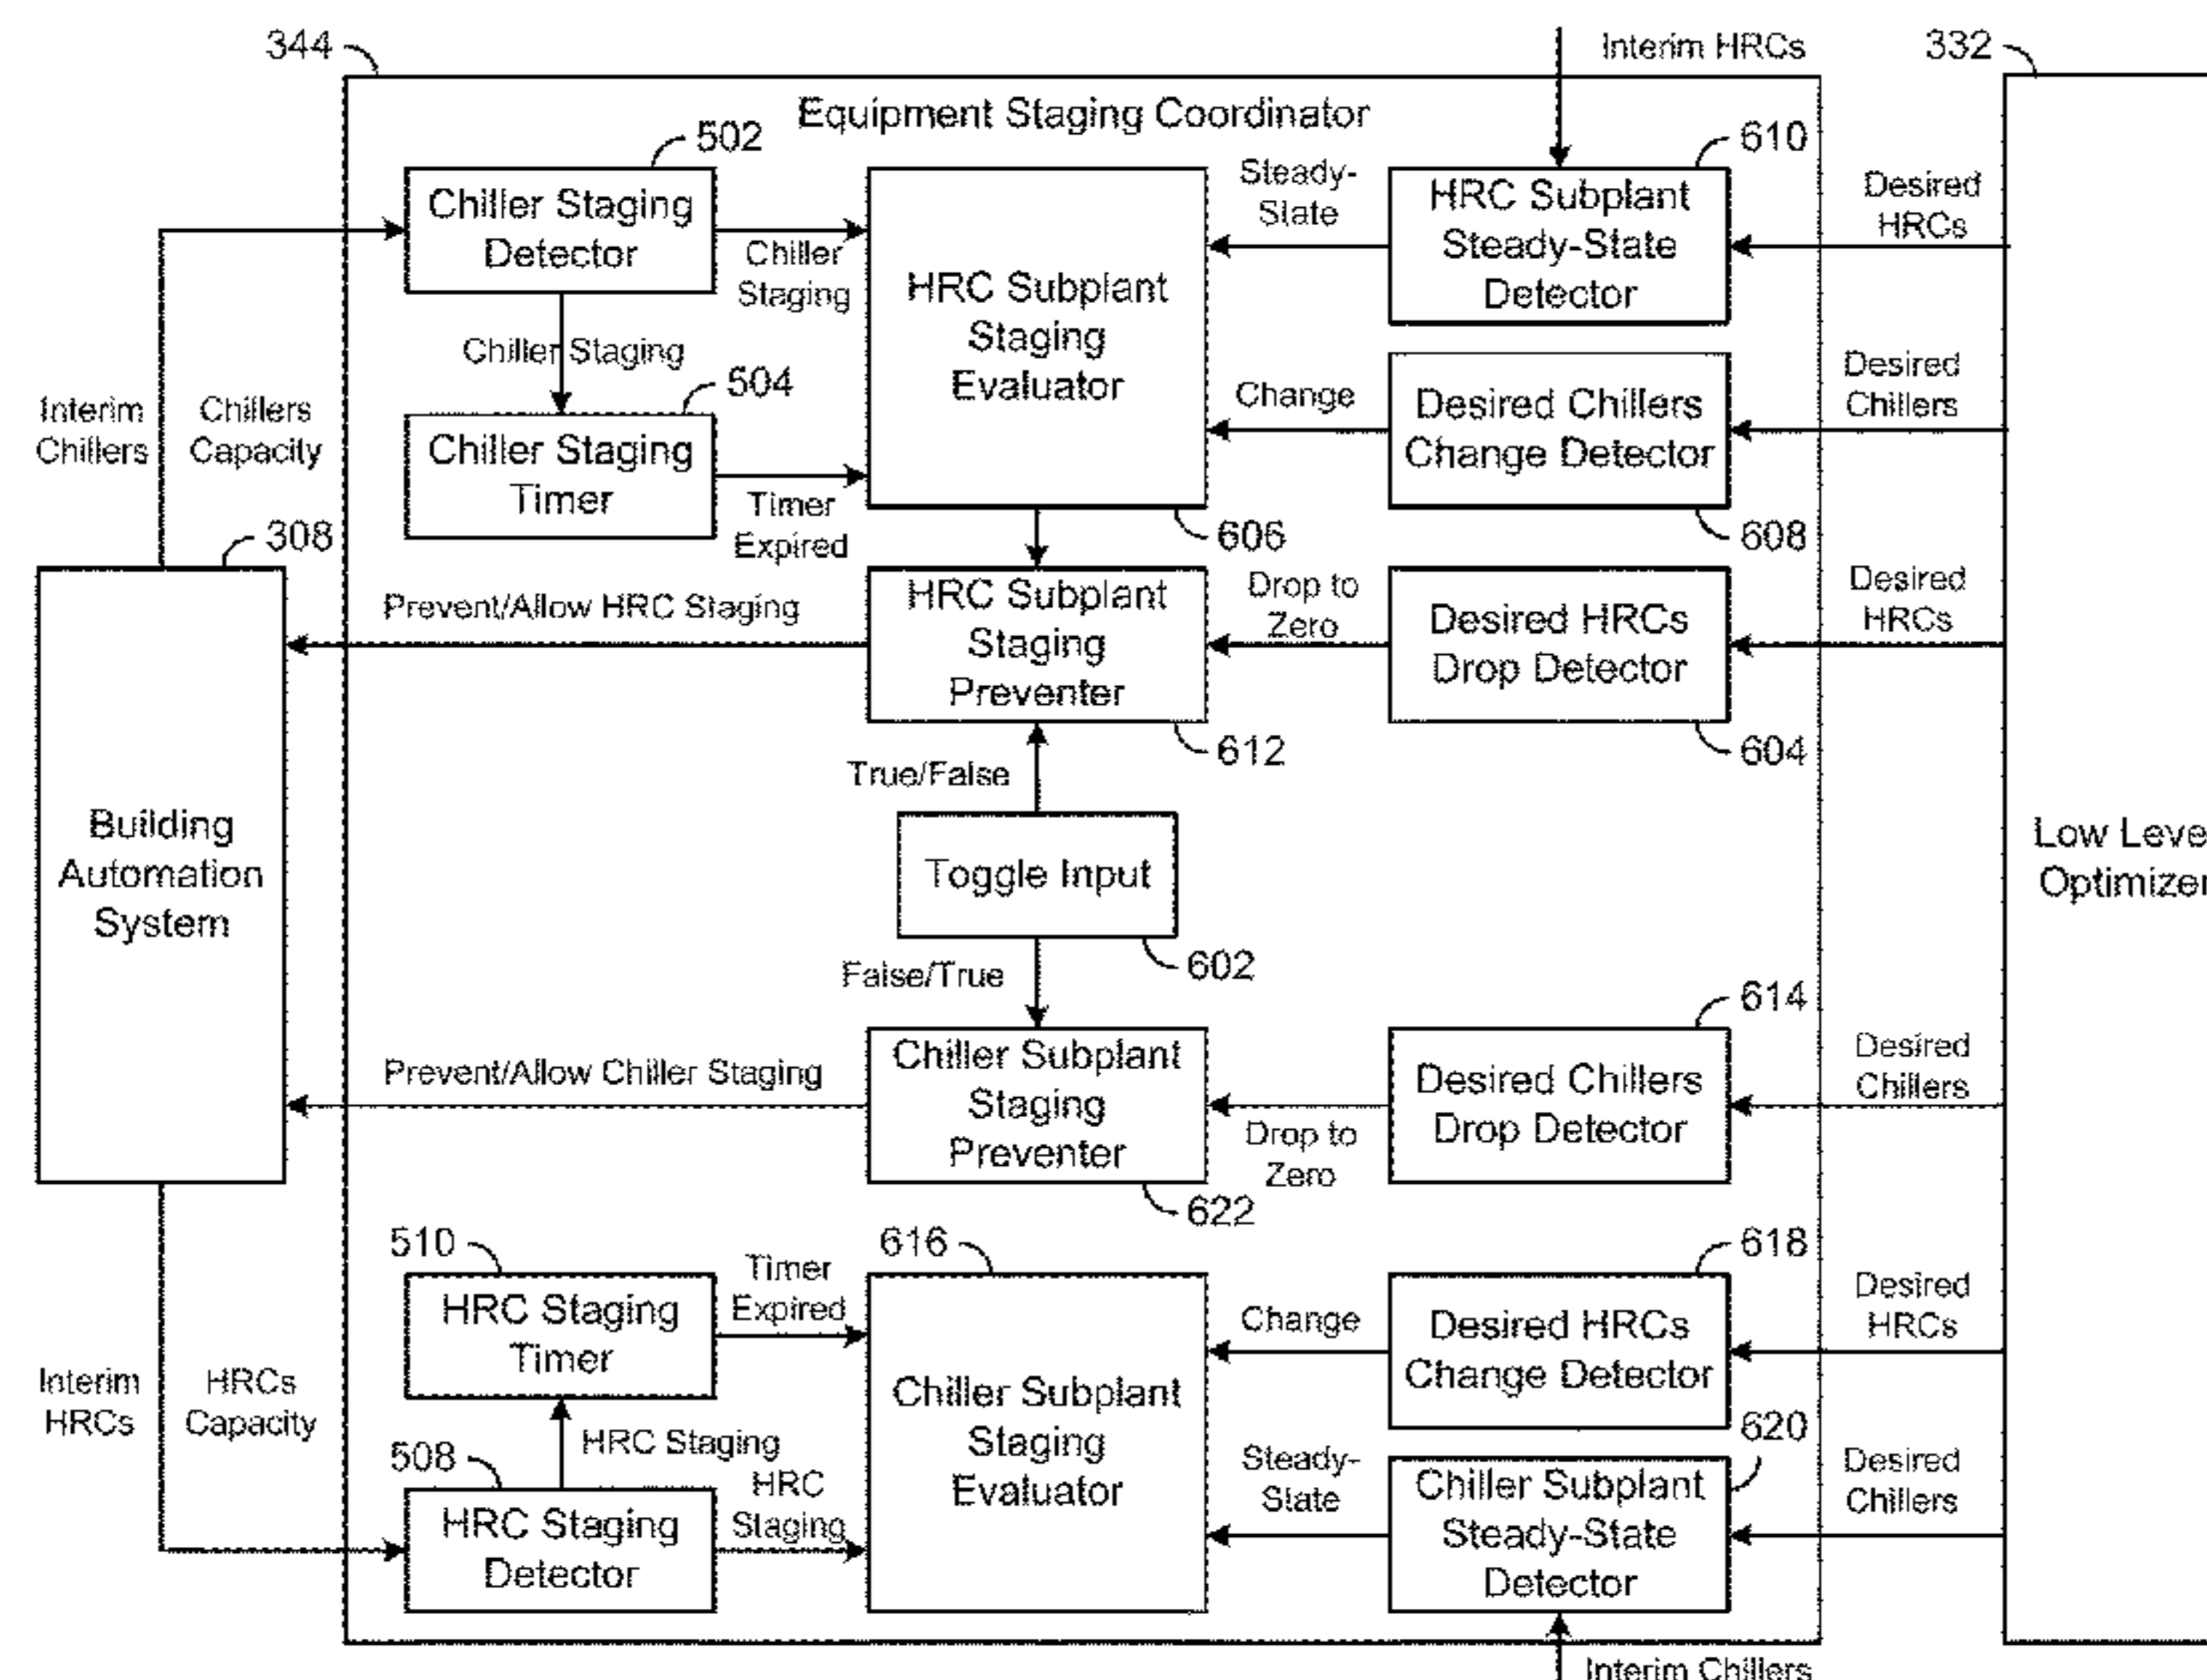 344
Interim HRCs
332
Equipment Staging Coordinator
502
610
Chiller Staging
Detector
Chiller
Staging
HRC Subplant
Staging
Evaluator
Steady-
State
HRC Subplant
Steady-State
Detector
Desired
HRCs
Chiller Staging
504
Interim
Chillers
Chillers
Capacity
Chiller Staging
Timer
Timer
Expired
Change
Desired Chillers
Change Detector
Desired
Chillers
606
608
308
Prevent/Allow HRC Staging
HRC Subplant
Staging
Preventer
Drop to
Zero
Desired HRCs
Drop Detector
Desired
HRCs
612
604
True/False
Building
Automation
System
Toggle Input
Low Leve
Optimizer
602
False/True
614
Prevent/Allow Chiller Staging
Chiller Subplant
Staging
Preventer
Drop to
Zero
Desired Chillers
Drop Detector
Desired
Chillers
622
510
616
618
HRC Staging
Timer
Timer
Expired
Change
Desired HRCs
Change Detector
Desired
HRCs
Interim
HRCs
HRCs
Capacity
HRC Staging
Chiller Subplant
Staging
Evaluator
620
508
HRC Staging
Detector
HRC
Staging
Steady-
State
Chiller Subplant
Steady-State
Detector
Desired
Chillers
Interim Chillers